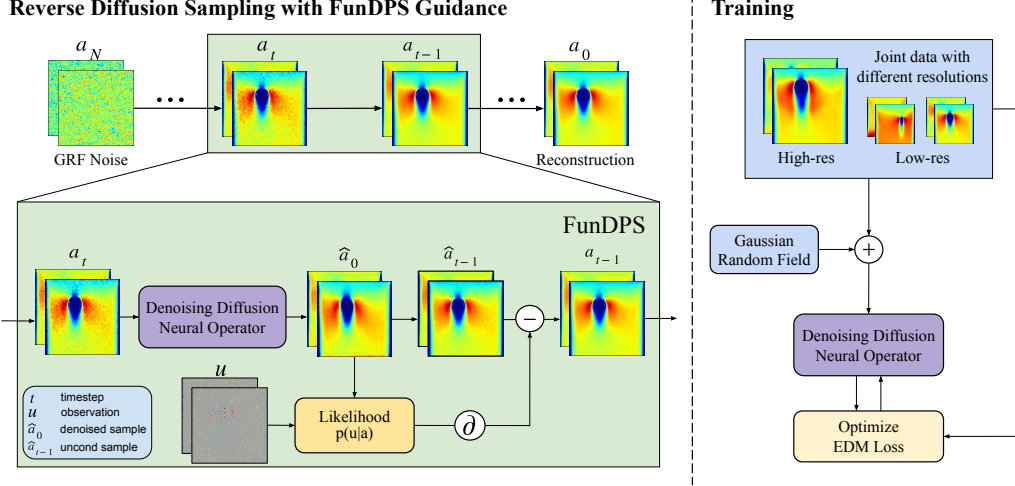 Reverse Diffusion Sampling with FunDPS Guidance
a_N
a_t
a_{t-1}
a_0
...
...
GRF Noise
Reconstruction
FunDPS
a_t
â_0
â_{t-1}
a_{t-1}
Denoising Diffusion
Neural Operator
−
u
Likelihood
p(u|a)
∂
t timestep
u observation
â_0 denoised sample
â_{t-1} uncond sample
Training
Joint data with
different resolutions
High-res
Low-res
Gaussian
Random Field
+
Denoising Diffusion
Neural Operator
Optimize
EDM Loss